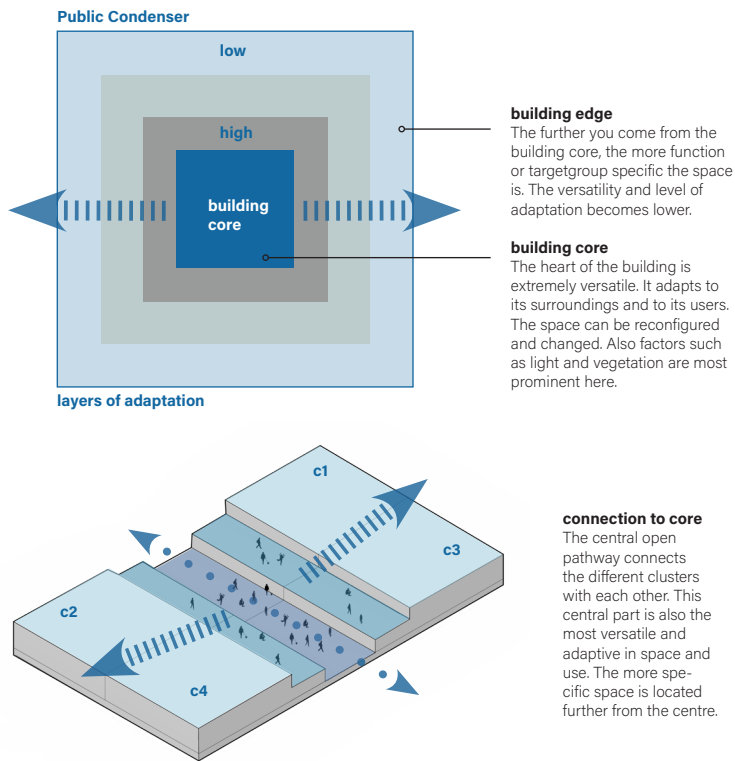 Public Condenser
low
high
building
core
layers of adaptation
building edge
The further you come from the
building core, the more function
or targetgroup specific the space
is. The versatility and level of
adaptation becomes lower.
building core
The heart of the building is
extremely versatile. It adapts to
its surroundings and to its users.
The space can be reconfigured
and changed. Also factors such
as light and vegetation are most
prominent here.
c1
c3
c2
c4
connection to core
The central open
pathway connects
the different clusters
with each other. This
central part is also the
most versatile and
adaptive in space and
use. The more spe-
cific space is located
further from the centre.